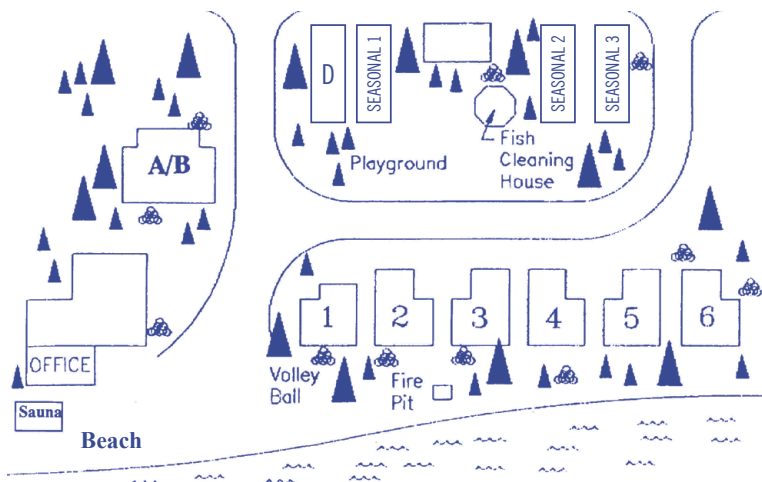 D
SEASONAL 1
SEASONAL 2
SEASONAL 3
A/B
Playground
Fish
Cleaning
House
1
2
3
4
5
6
OFFICE
Volley
Ball
Fire
Pit
Sauna
Beach